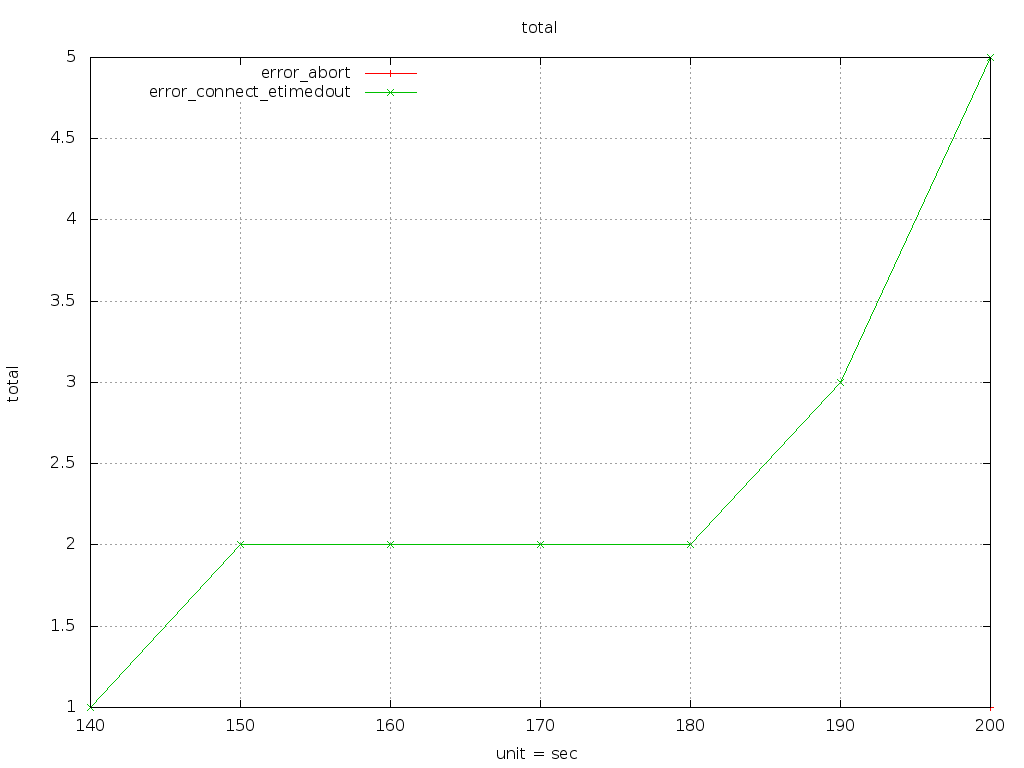 total
error_abort
error_connect_etimedout
5
4.5
4
3.5
3
2.5
2
1.5
1
total
140 150 160 170 180 190 200
unit = sec